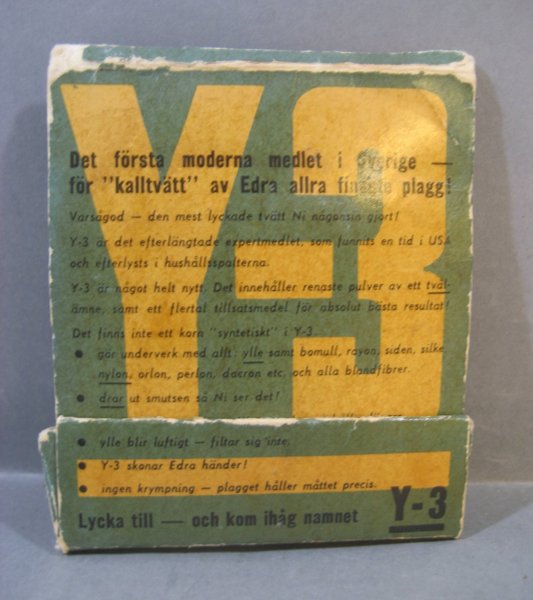 Y3
Det första moderna medlet i Sverige —
för "kalltvätt" av Edra allra finaste plagg!
Varsågod — den mest lyckade tvätt Ni någonsin gjort!
Y-3 är det efterlängtade expertmedlet, som funnits en tid i USA
och efterlysts i hushållsspalterna.
Y-3 är något helt nytt. Det innehåller renaste pulver av ett tvål-
ämne, samt ett flertal tillsatsmedel för absolut bästa resultat!
Det finns inte ett korn "syntetiskt" i Y-3.
• gör underverk med allt: ylle samt bomull, rayon, siden, silke,
nylon, orlon, perlon, dacron etc. och alla blandfibrer.
• drar ut smutsen så Ni ser det!
• ylle blir luftigt — filtar sig inte.
• Y-3 skonar Edra händer!
• ingen krympning — plagget håller måttet precis.
Lycka till — och kom ihåg namnet Y-3